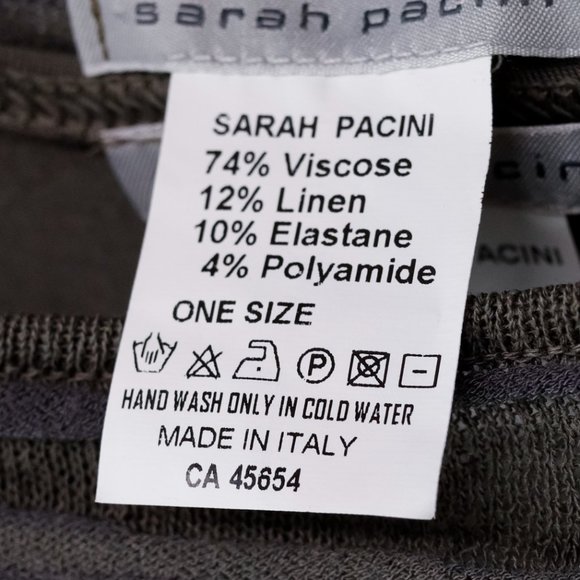 sarah pacini
SARAH PACINI
74% Viscose
12% Linen
10% Elastane
4% Polyamide
ONE SIZE
P
HAND WASH ONLY IN COLD WATER
MADE IN ITALY
CA 45654
PACINI